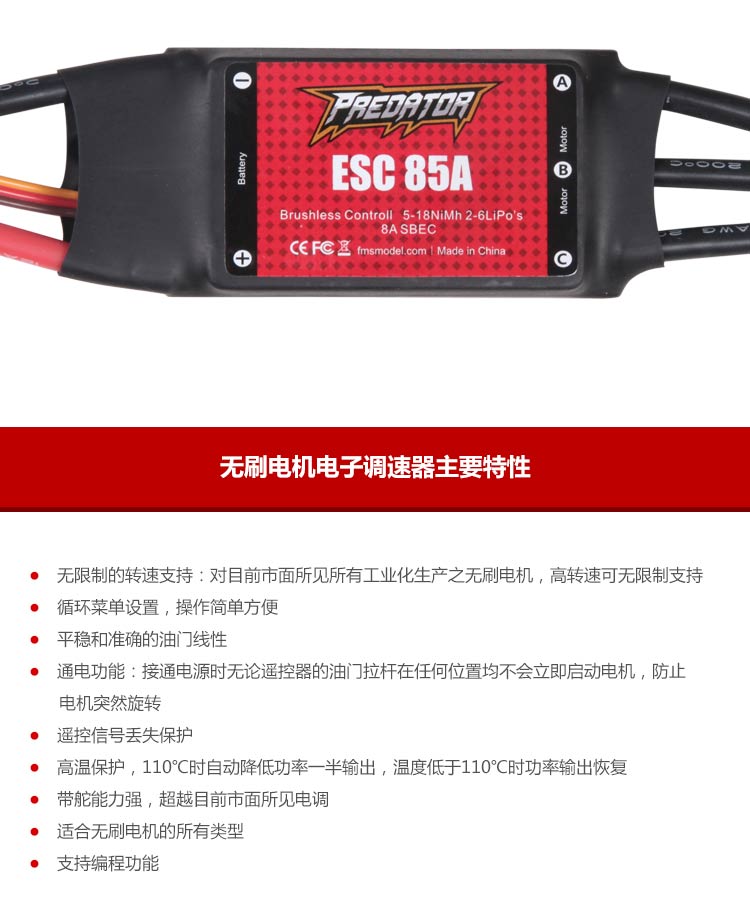 PREDATOR
ESC 85A
Brushless Controll 5-18NiMh 2-6LiPo's
8A SBEC
CE FC fmsmodel.com | Made in China
Battery
A
Motor
B
Motor
C
200℃
AWG
无刷电机电子调速器主要特性
无限制的转速支持：对目前市面所见所有工业化生产之无刷电机，高转速可无限制支持
循环菜单设置，操作简单方便
平稳和准确的油门线性
通电功能：接通电源时无论遥控器的油门拉杆在任何位置均不会立即启动电机，防止
电机突然旋转
遥控信号丢失保护
高温保护，110℃时自动降低功率一半输出，温度低于110℃时功率输出恢复
带舵能力强，超越目前市面所见电调
适合无刷电机的所有类型
支持编程功能